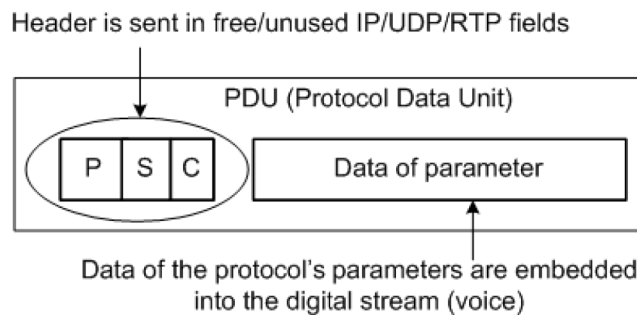 Header is sent in free/unused IP/UDP/RTP fields
PDU (Protocol Data Unit)
P S C Data of parameter
Data of the protocol's parameters are embedded
into the digital stream (voice)